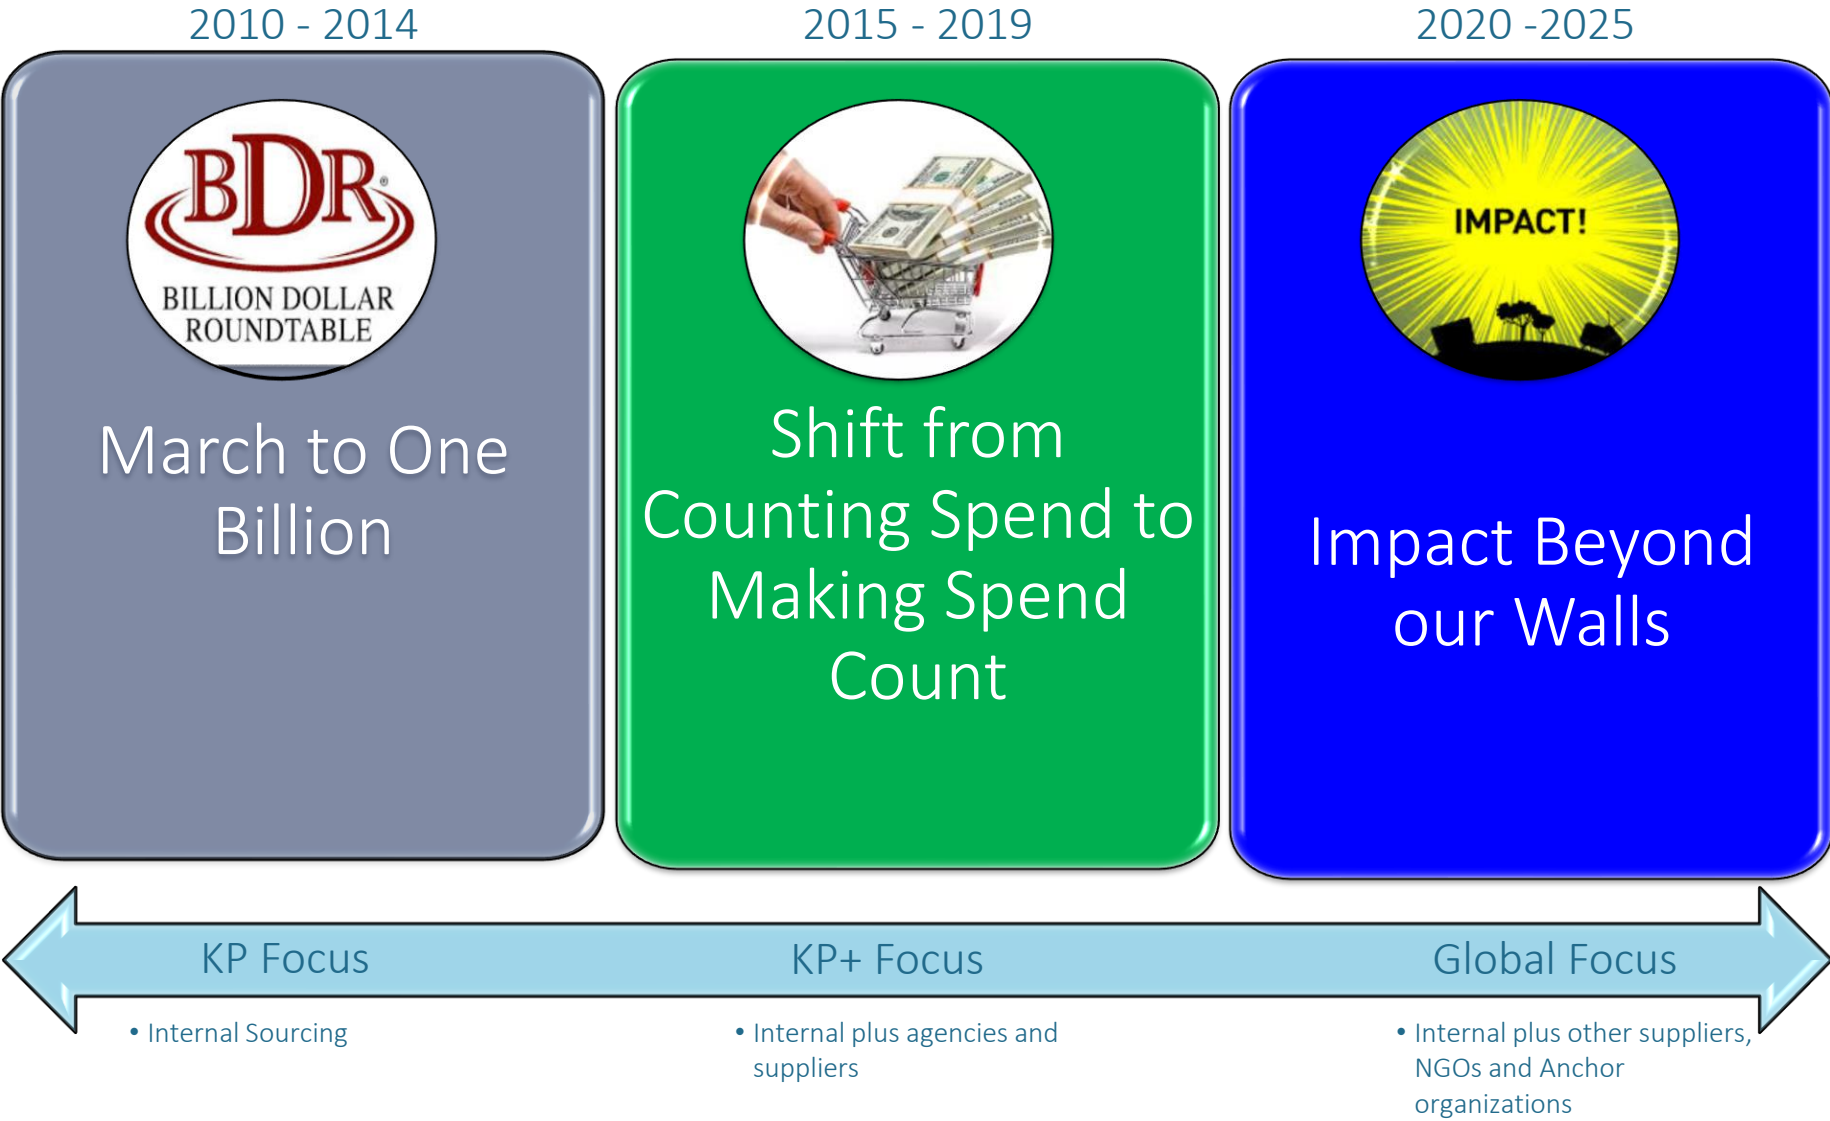 2010 - 2014
BDR®
BILLION DOLLAR
ROUNDTABLE
March to One
Billion
2015 - 2019
Shift from
Counting Spend to
Making Spend
Count
2020 -2025
IMPACT!
Impact Beyond
our Walls
KP Focus
• Internal Sourcing
KP+ Focus
• Internal plus agencies and
suppliers
Global Focus
• Internal plus other suppliers,
NGOs and Anchor
organizations